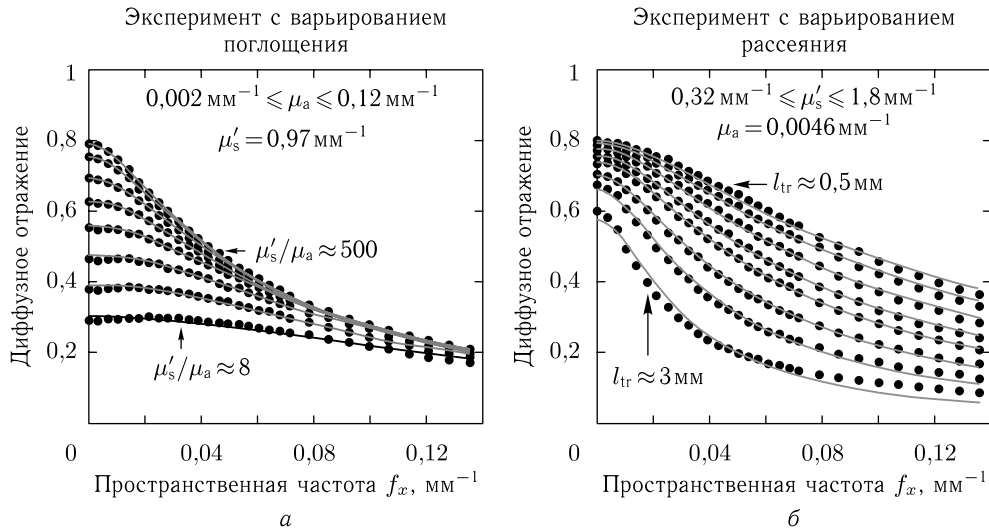 Эксперимент с варьированием
поглощения
1
0,8
0,6
0,4
0,2
0
0,002 мм⁻¹ ⩽ μa ⩽ 0,12 мм⁻¹
μ′s = 0,97 мм⁻¹
μ′s/μa ≈ 500
μ′s/μa ≈ 8
Диффузное отражение
0,04
0,08
0,12
Пространственная частота fx, мм⁻¹
а
Эксперимент с варьированием
рассеяния
1
0,8
0,6
0,4
0,2
0
0,32 мм⁻¹ ⩽ μ′s ⩽ 1,8 мм⁻¹
μa = 0,0046 мм⁻¹
ltr ≈ 0,5 мм
ltr ≈ 3 мм
Диффузное отражение
0,04
0,08
0,12
Пространственная частота fx, мм⁻¹
б